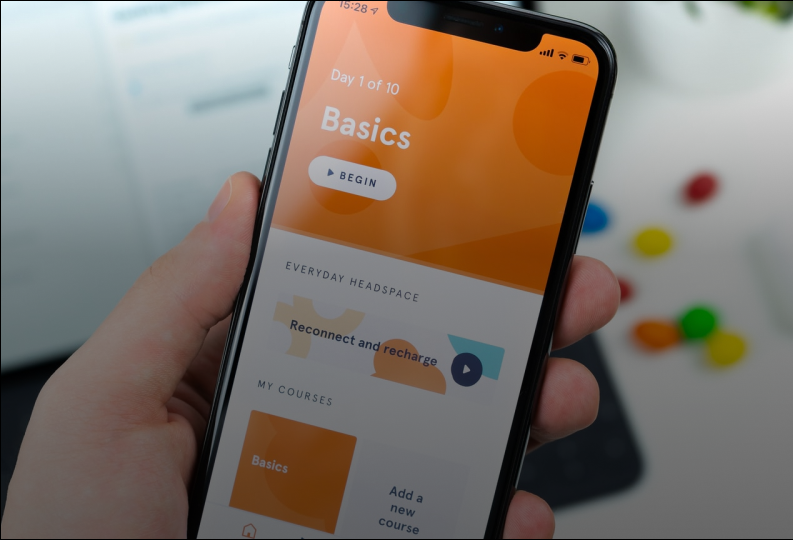 15:28
Day 1 of 10
Basics
BEGIN
EVERYDAY HEADSPACE
Reconnect and recharge
MY COURSES
Basics
Add a
new
course